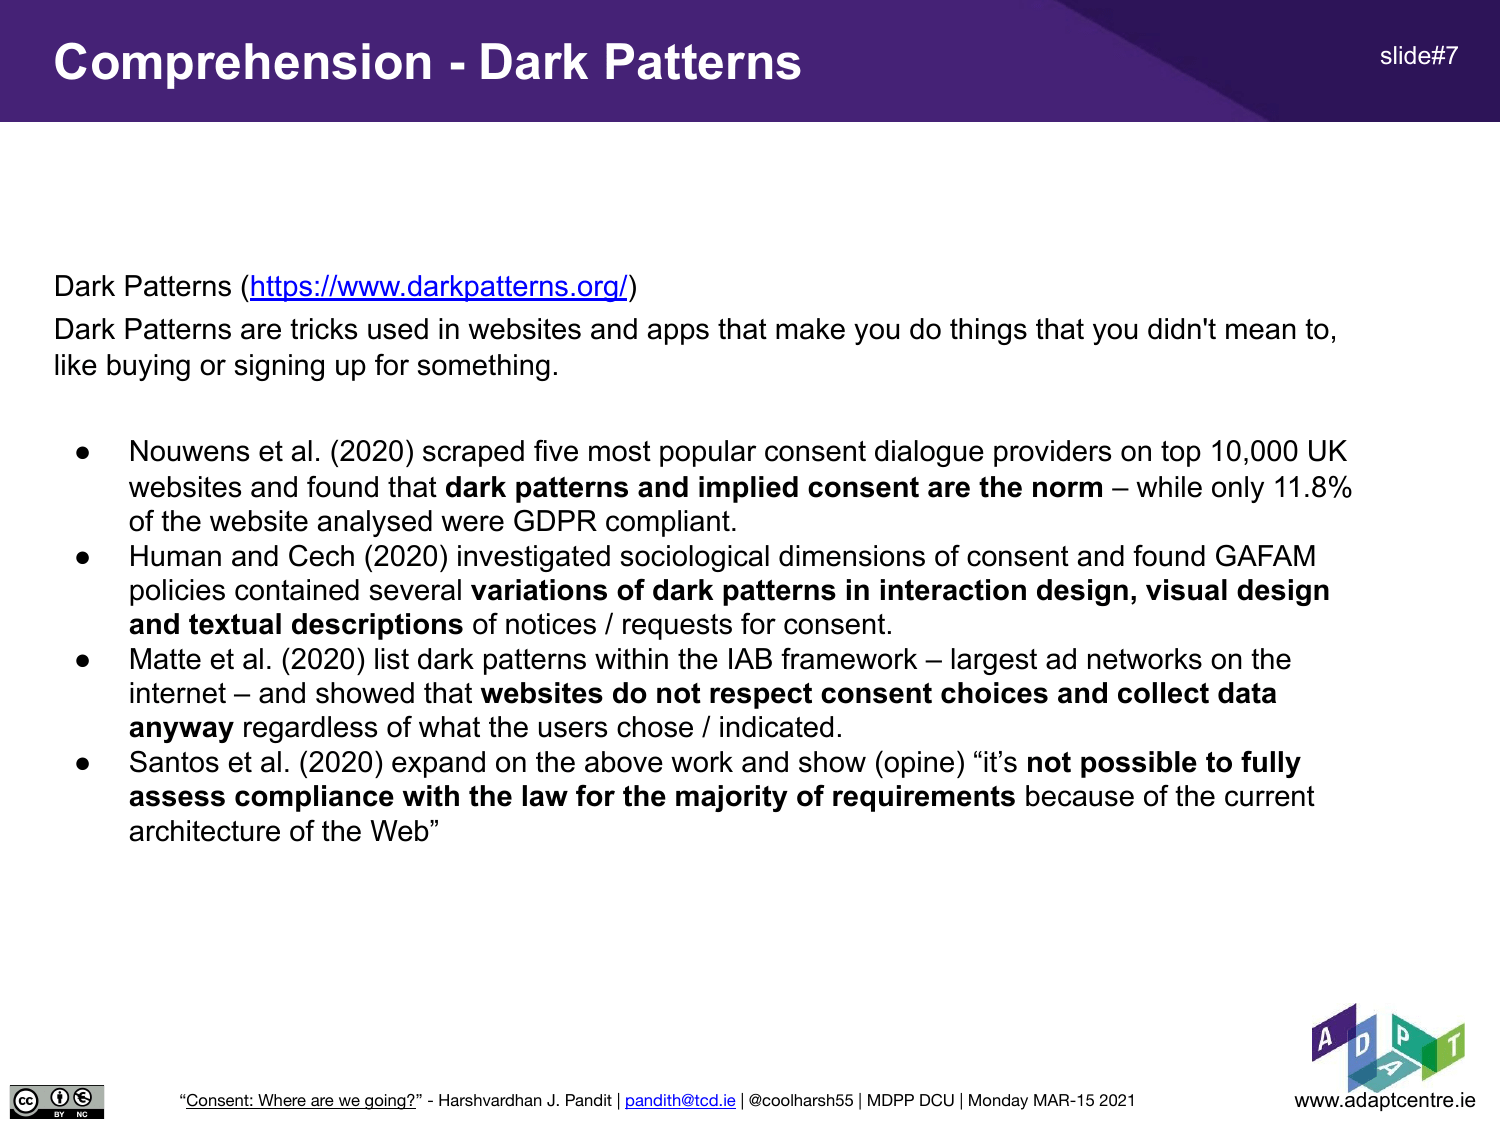 Comprehension - Dark Patterns
slide#7
Dark Patterns (https://www.darkpatterns.org/)
Dark Patterns are tricks used in websites and apps that make you do things that you didn't mean to,
like buying or signing up for something.
● Nouwens et al. (2020) scraped five most popular consent dialogue providers on top 10,000 UK
websites and found that dark patterns and implied consent are the norm – while only 11.8%
of the website analysed were GDPR compliant.
● Human and Cech (2020) investigated sociological dimensions of consent and found GAFAM
policies contained several variations of dark patterns in interaction design, visual design
and textual descriptions of notices / requests for consent.
● Matte et al. (2020) list dark patterns within the IAB framework – largest ad networks on the
internet – and showed that websites do not respect consent choices and collect data
anyway regardless of what the users chose / indicated.
● Santos et al. (2020) expand on the above work and show (opine) “it’s not possible to fully
assess compliance with the law for the majority of requirements because of the current
architecture of the Web”
ADAPT
cc BY NC
“Consent: Where are we going?” - Harshvardhan J. Pandit | pandith@tcd.ie | @coolharsh55 | MDPP DCU | Monday MAR-15 2021
www.adaptcentre.ie